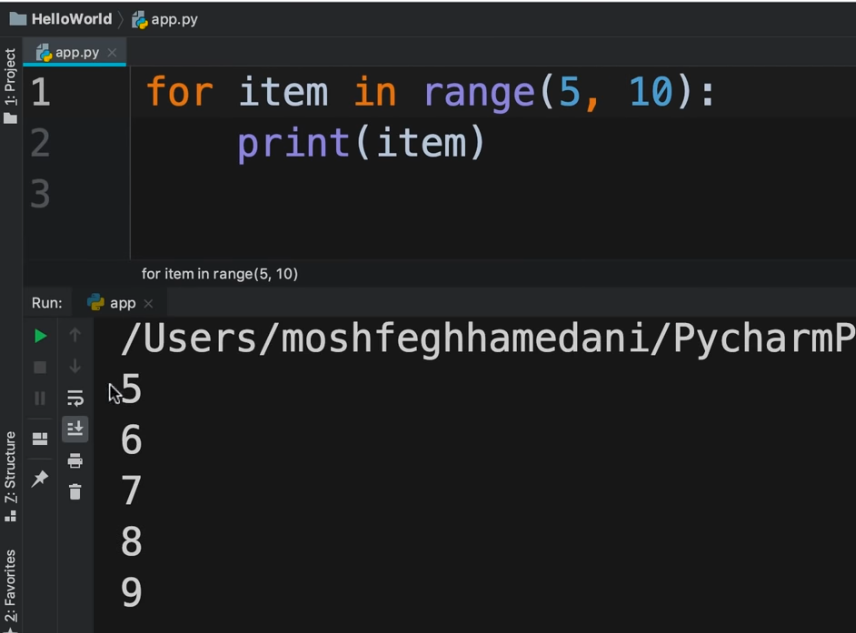 HelloWorld 〉 app.py
app.py ×
1: Project
1 for item in range(5, 10):
2 print(item)
3
for item in range(5, 10)
Run: app ×
/Users/moshfeghhamedani/PycharmP
5
6
7
8
9
Z: Structure
2: Favorites